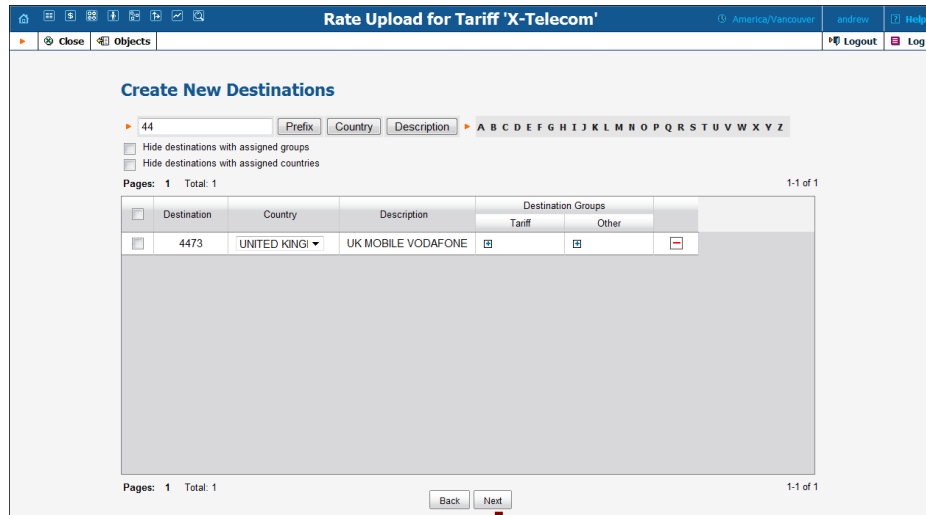 Rate Upload for Tariff 'X-Telecom' America/Vancouver andrew ? Help
Close Objects Logout Log
Create New Destinations
44 Prefix Country Description A B C D E F G H I J K L M N O P Q R S T U V W X Y Z
Hide destinations with assigned groups
Hide destinations with assigned countries
Pages: 1 Total: 1 1-1 of 1
Destination Country Description Destination Groups
Tariff Other
4473 UNITED KING UK MOBILE VODAFONE
Pages: 1 Total: 1 1-1 of 1
Back Next